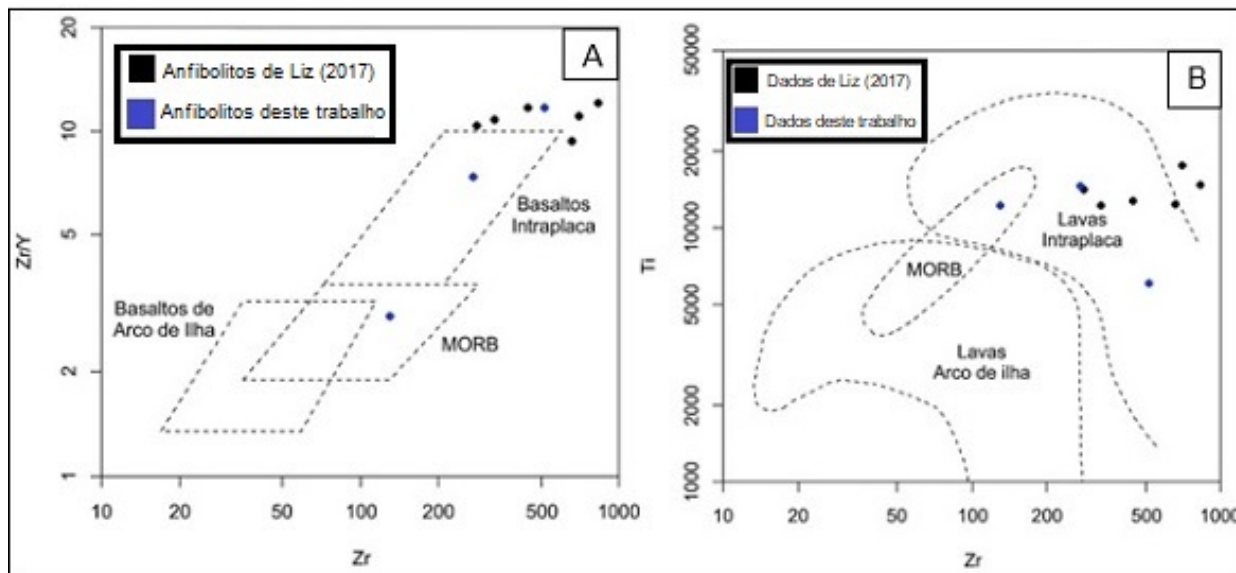 A
Anfibolitos de Liz (2017)
Anfibolitos deste trabalho
Zr/Y
20
10
5
2
1
Basaltos
Intraplaca
Basaltos de
Arco de Ilha
MORB
10
20
50
100
200
500
1000
Zr
B
Dados de Liz (2017)
Dados deste trabalho
Ti
50000
20000
10000
5000
2000
1000
Lavas
Intraplaca
MORB
Lavas
Arco de ilha
10
20
50
100
200
500
1000
Zr